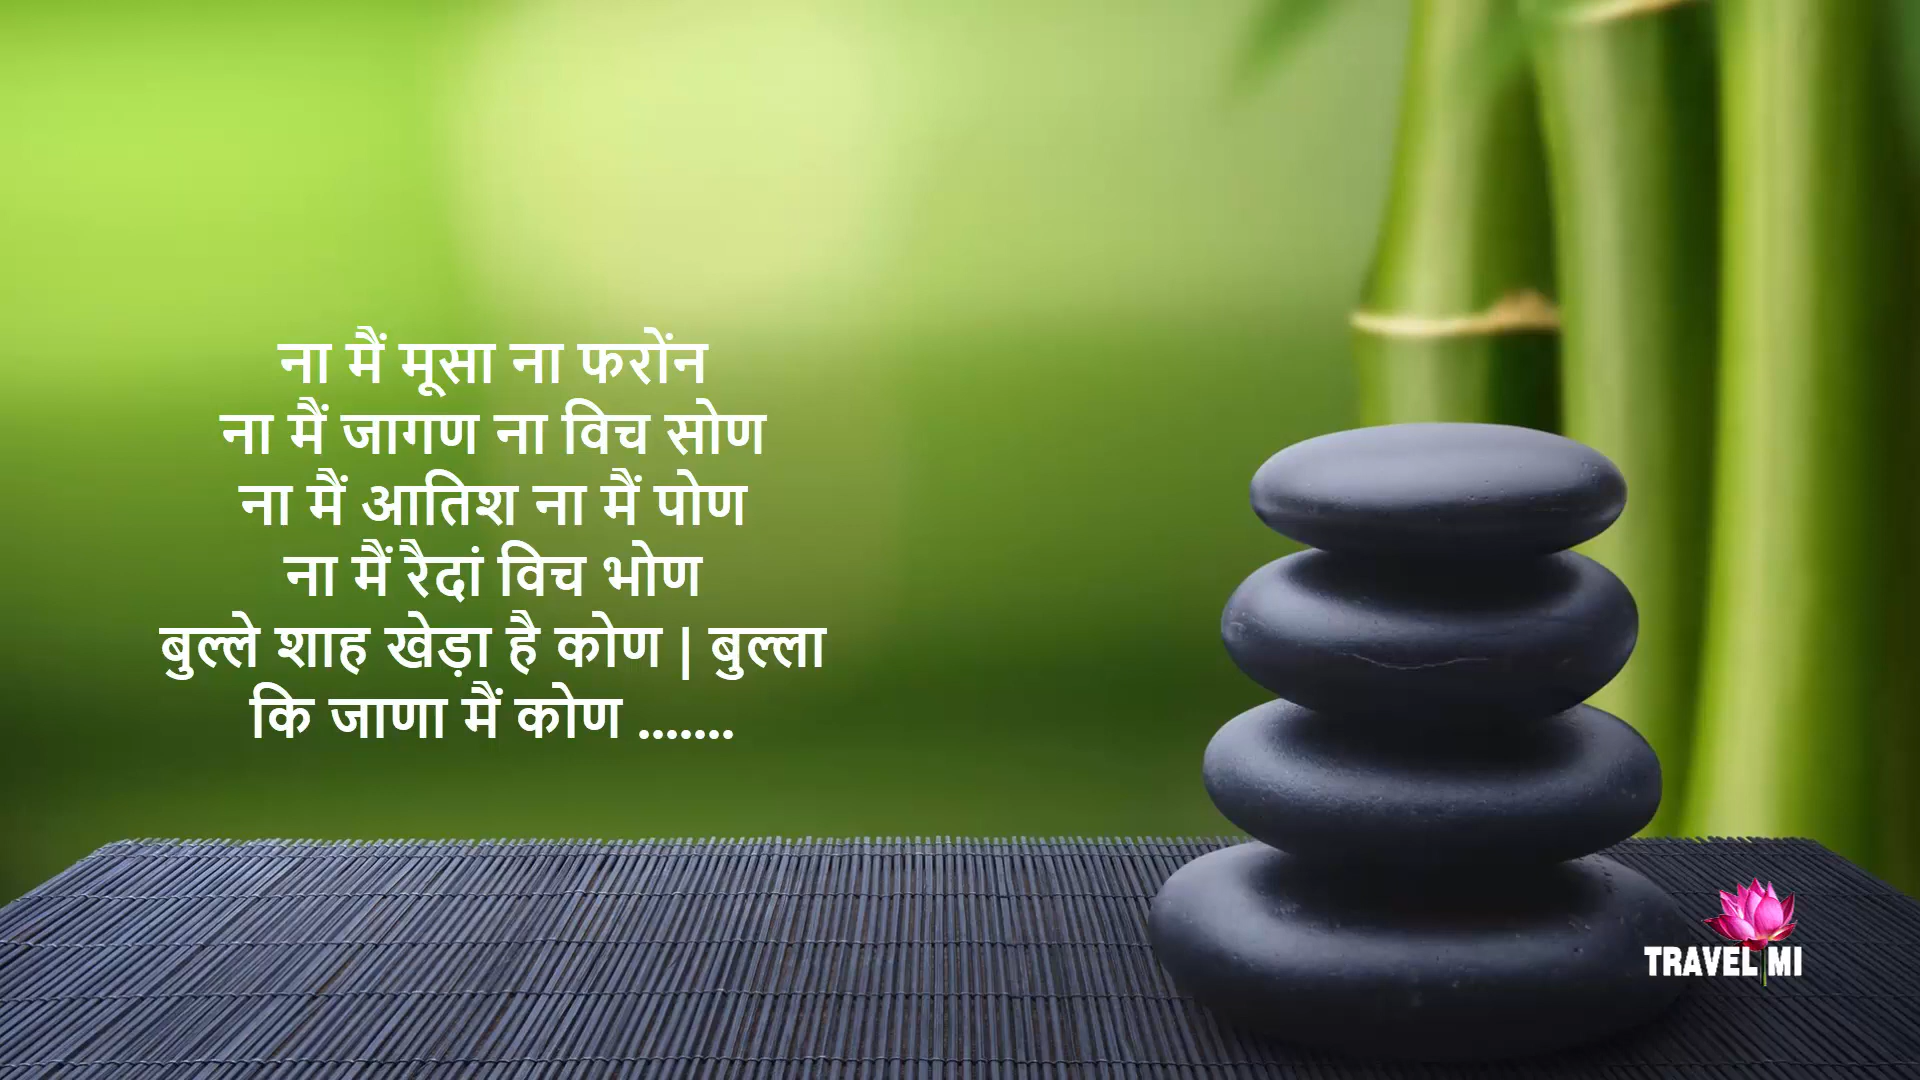 ना मैं मूसा ना फरोंन
ना मैं जागण ना विच सोण
ना मैं आतिश ना मैं पोण
ना मैं रैदां विच भोण
बुल्ले शाह खेड़ा है कोण | बुल्ला
कि जाणा मैं कोण .......
TRAVEL MI